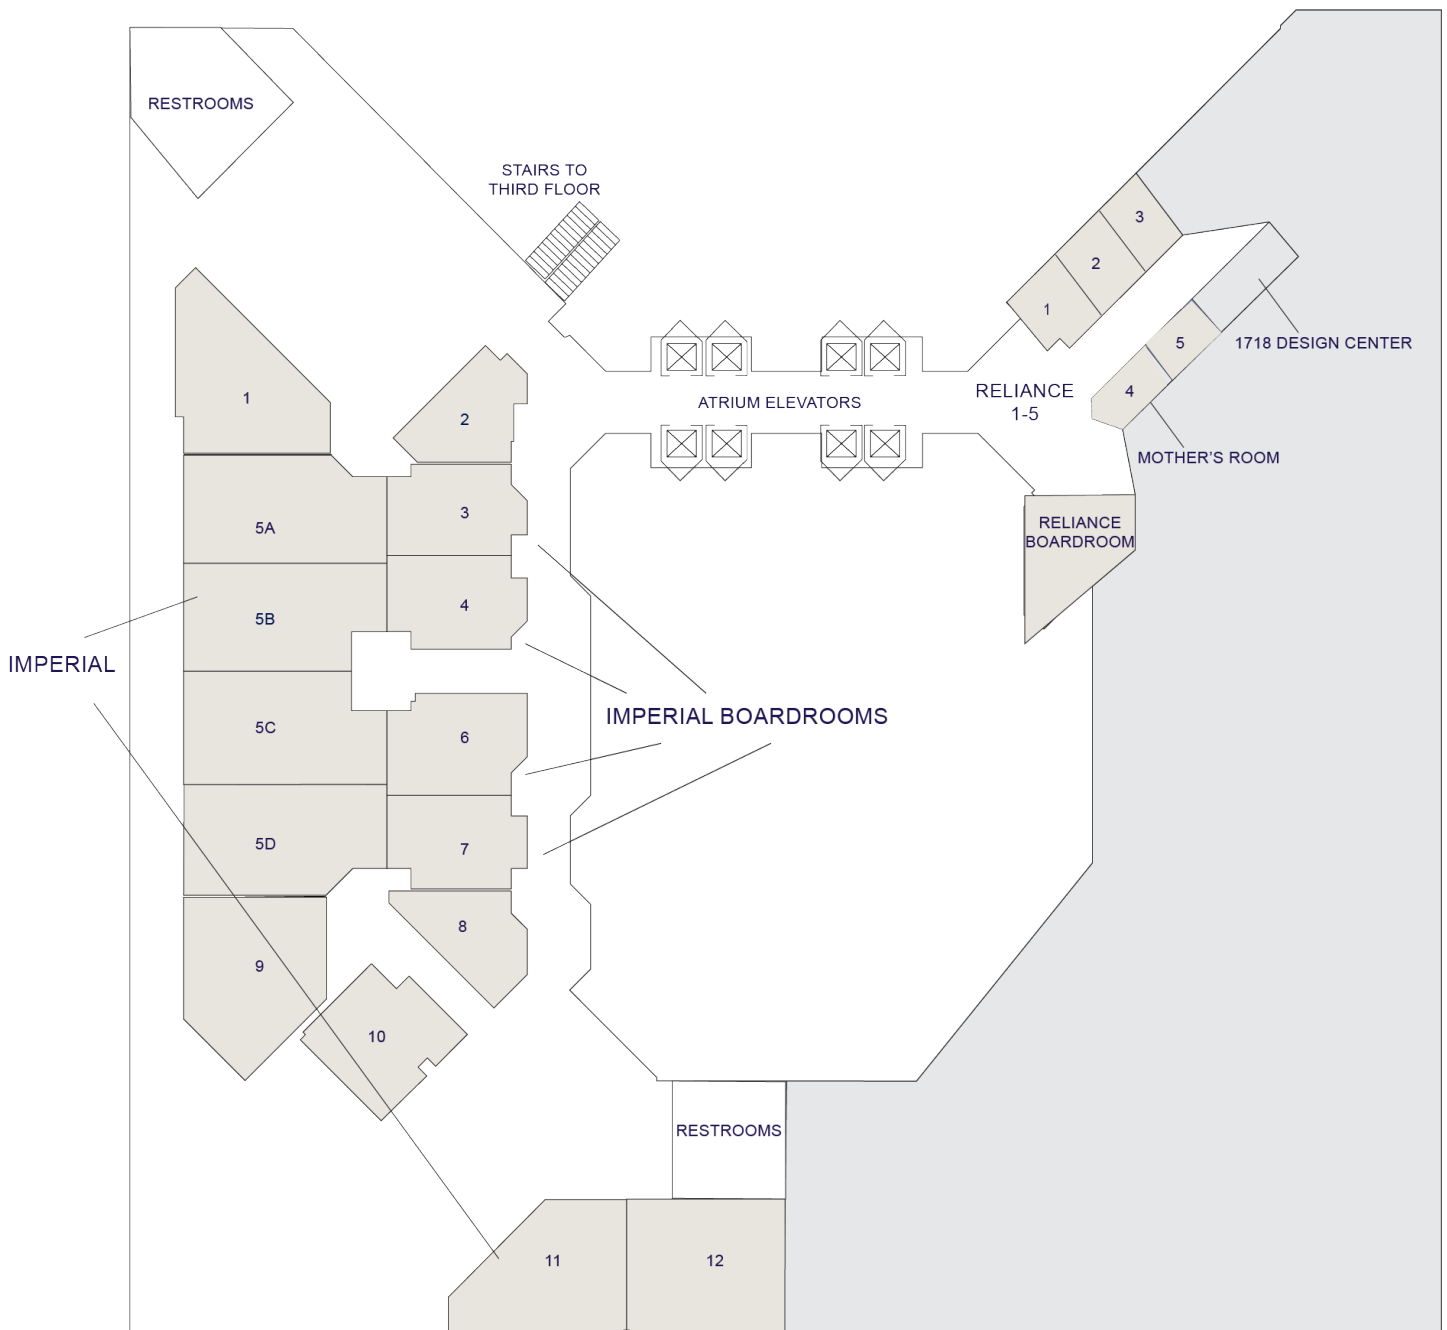 RESTROOMS
STAIRS TO
THIRD FLOOR
3
2
1
5
1718 DESIGN CENTER
4
MOTHER'S ROOM
ATRIUM ELEVATORS
RELIANCE
1-5
RELIANCE
BOARDROOM
1
2
3
5A
4
5B
IMPERIAL
IMPERIAL BOARDROOMS
5C
6
5D
7
8
9
10
RESTROOMS
11
12